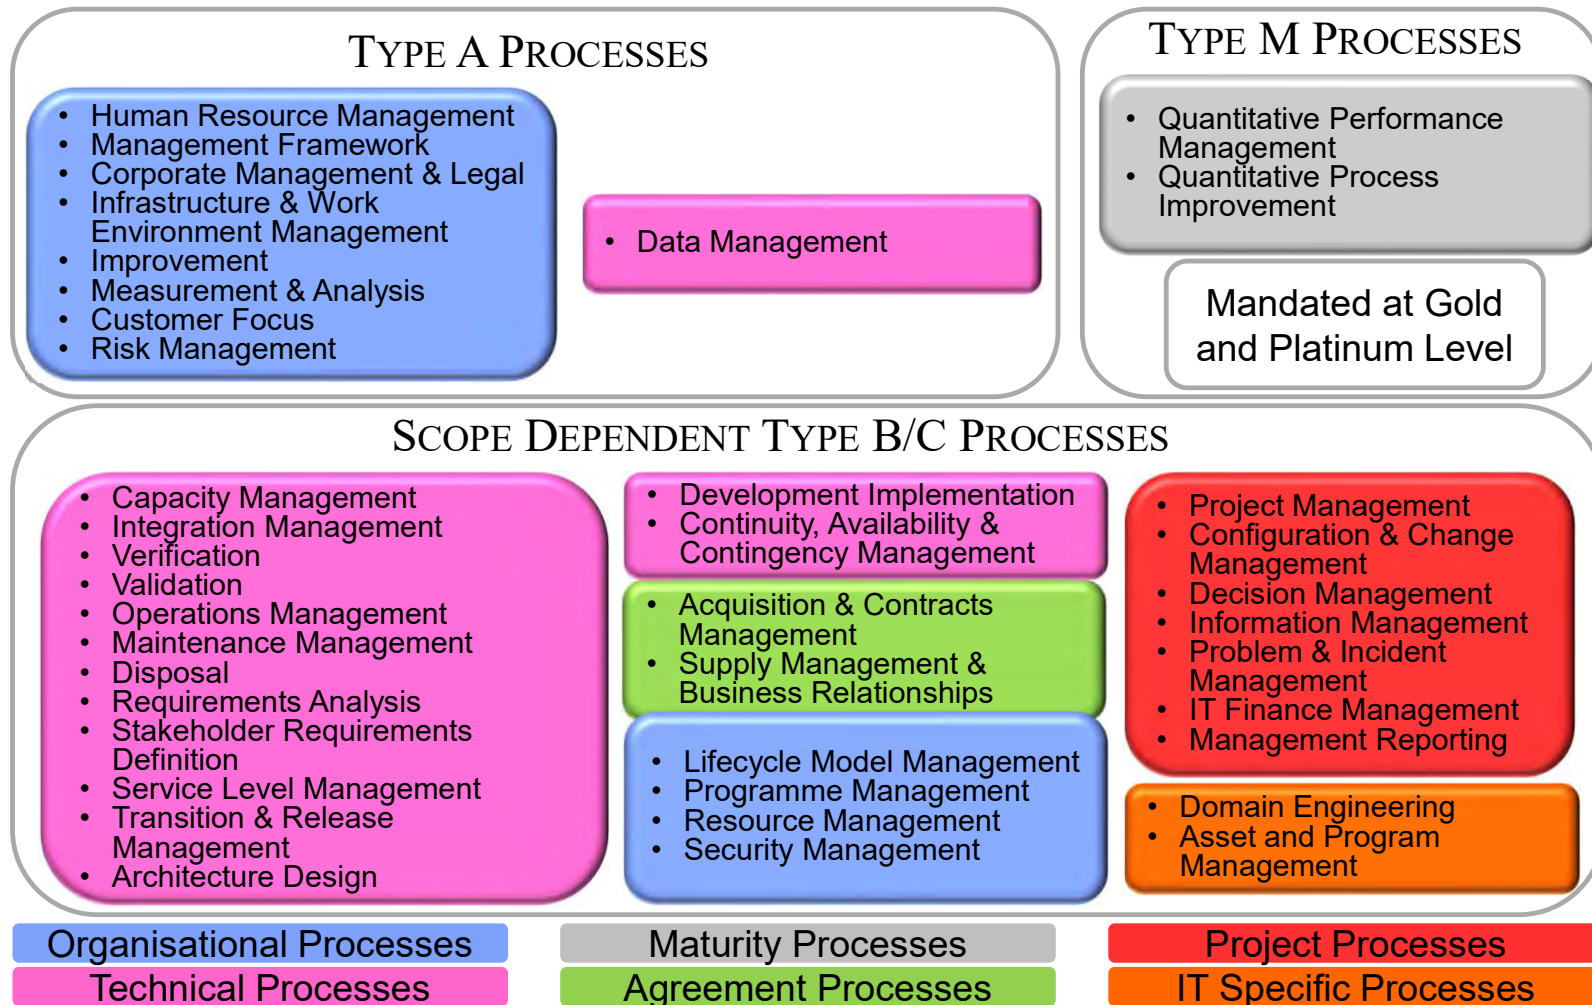 TYPE A PROCESSES
• Human Resource Management
• Management Framework
• Corporate Management & Legal
• Infrastructure & Work
Environment Management
• Improvement
• Measurement & Analysis
• Customer Focus
• Risk Management
• Data Management
TYPE M PROCESSES
• Quantitative Performance
Management
• Quantitative Process
Improvement
Mandated at Gold
and Platinum Level
SCOPE DEPENDENT TYPE B/C PROCESSES
• Capacity Management
• Integration Management
• Verification
• Validation
• Operations Management
• Maintenance Management
• Disposal
• Requirements Analysis
• Stakeholder Requirements
Definition
• Service Level Management
• Transition & Release
Management
• Architecture Design
• Development Implementation
• Continuity, Availability &
Contingency Management
• Acquisition & Contracts
Management
• Supply Management &
Business Relationships
• Lifecycle Model Management
• Programme Management
• Resource Management
• Security Management
• Project Management
• Configuration & Change
Management
• Decision Management
• Information Management
• Problem & Incident
Management
• IT Finance Management
• Management Reporting
• Domain Engineering
• Asset and Program
Management
Organisational Processes
Maturity Processes
Project Processes
Technical Processes
Agreement Processes
IT Specific Processes